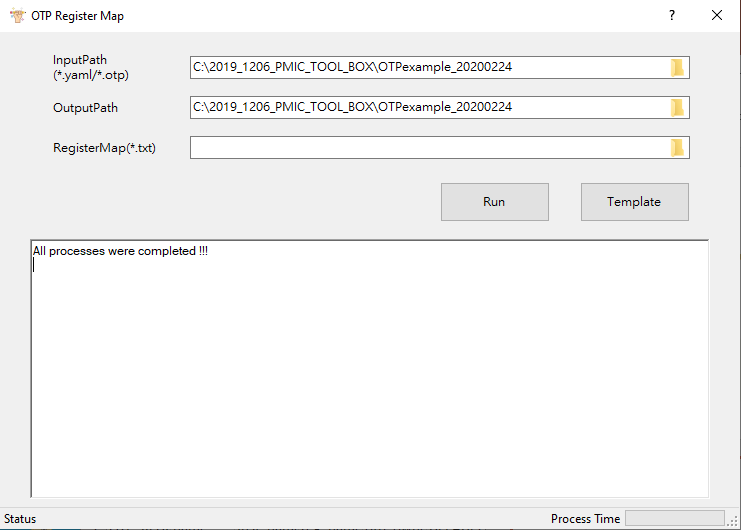 OTP Register Map
?
InputPath
(*.yaml/*.otp)
C:\2019_1206_PMIC_TOOL_BOX\OTPexample_20200224
OutputPath
C:\2019_1206_PMIC_TOOL_BOX\OTPexample_20200224
RegisterMap(*.txt)
Run
Template
All processes were completed !!!
Status
Process Time